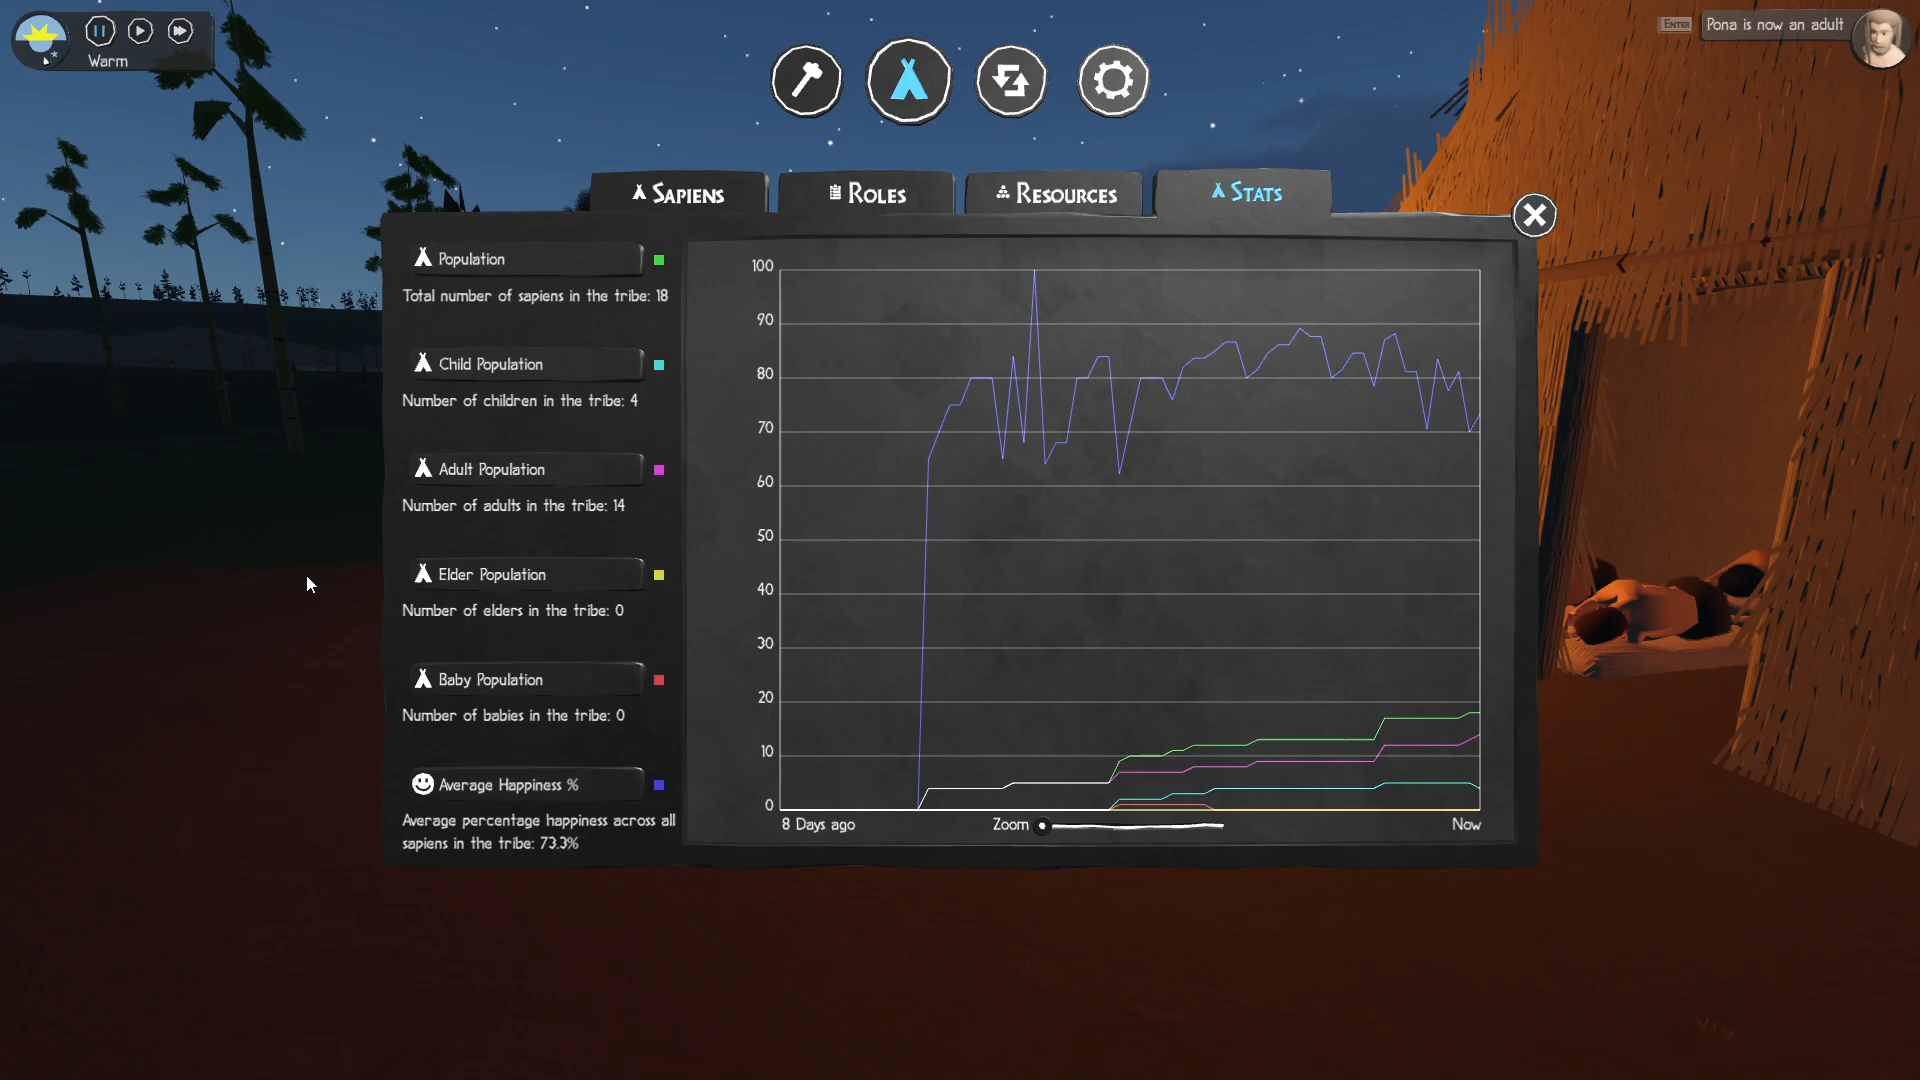 Warm
ENTER
Pona is now an adult
Sapiens
Roles
Resources
Stats
Population
Total number of sapiens in the tribe: 18
Child Population
Number of children in the tribe: 4
Adult Population
Number of adults in the tribe: 14
Elder Population
Number of elders in the tribe: 0
Baby Population
Number of babies in the tribe: 0
Average Happiness %
Average percentage happiness across all
sapiens in the tribe: 73.3%
100
90
80
70
60
50
40
30
20
10
0
8 Days ago
Zoom
Now